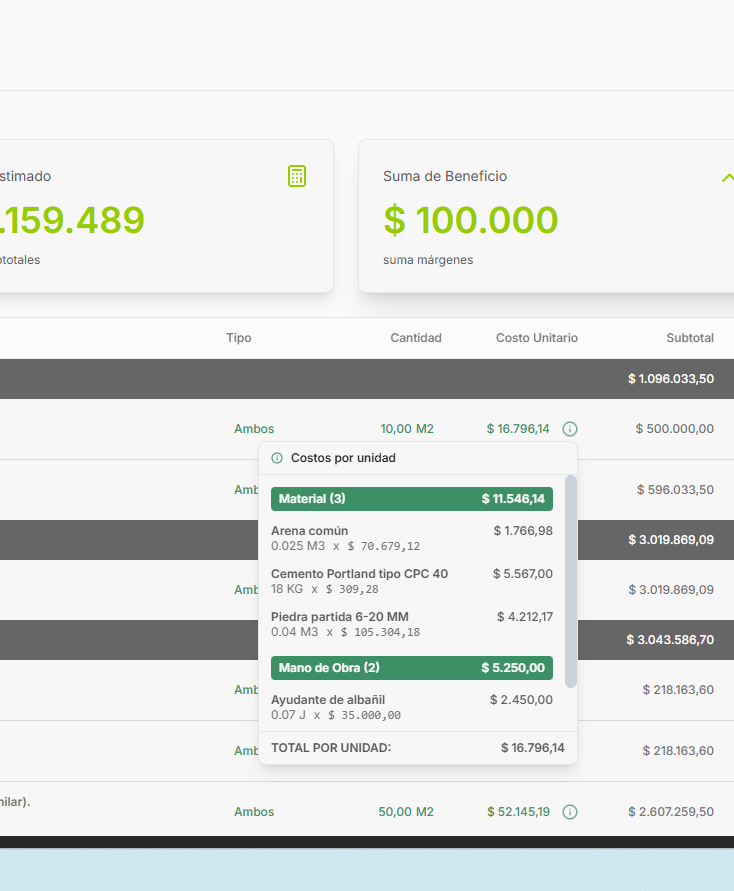 stimado
.159.489
ototales
Suma de Beneficio
$ 100.000
suma márgenes
Tipo Cantidad Costo Unitario Subtotal
$ 1.096.033,50
Ambos 10,00 M2 $ 16.796,14 $ 500.000,00
Costos por unidad
Material (3) $ 11.546,14
Amb $ 596.033,50
Arena común $ 1.766,98
0.025 M3 x $ 70.679,12
$ 3.019.869,09
Cemento Portland tipo CPC 40 $ 5.567,00
18 KG x $ 309,28
Amb $ 3.019.869,09
Piedra partida 6-20 MM $ 4.212,17
0.04 M3 x $ 105.304,18
$ 3.043.586,70
Mano de Obra (2) $ 5.250,00
Amb $ 218.163,60
Ayudante de albañil $ 2.450,00
0.07 J x $ 35.000,00
TOTAL POR UNIDAD: $ 16.796,14
Amb $ 218.163,60
nilar).
Ambos 50,00 M2 $ 52.145,19 $ 2.607.259,50